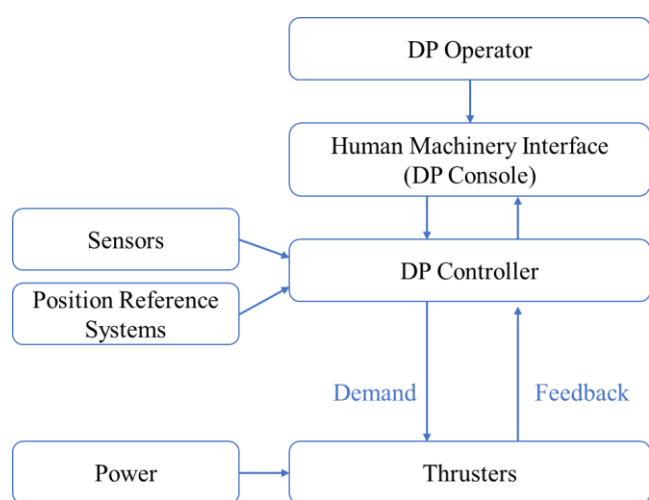 DP Operator
Human Machinery Interface
(DP Console)
Sensors
DP Controller
Position Reference
Systems
Demand
Feedback
Power
Thrusters